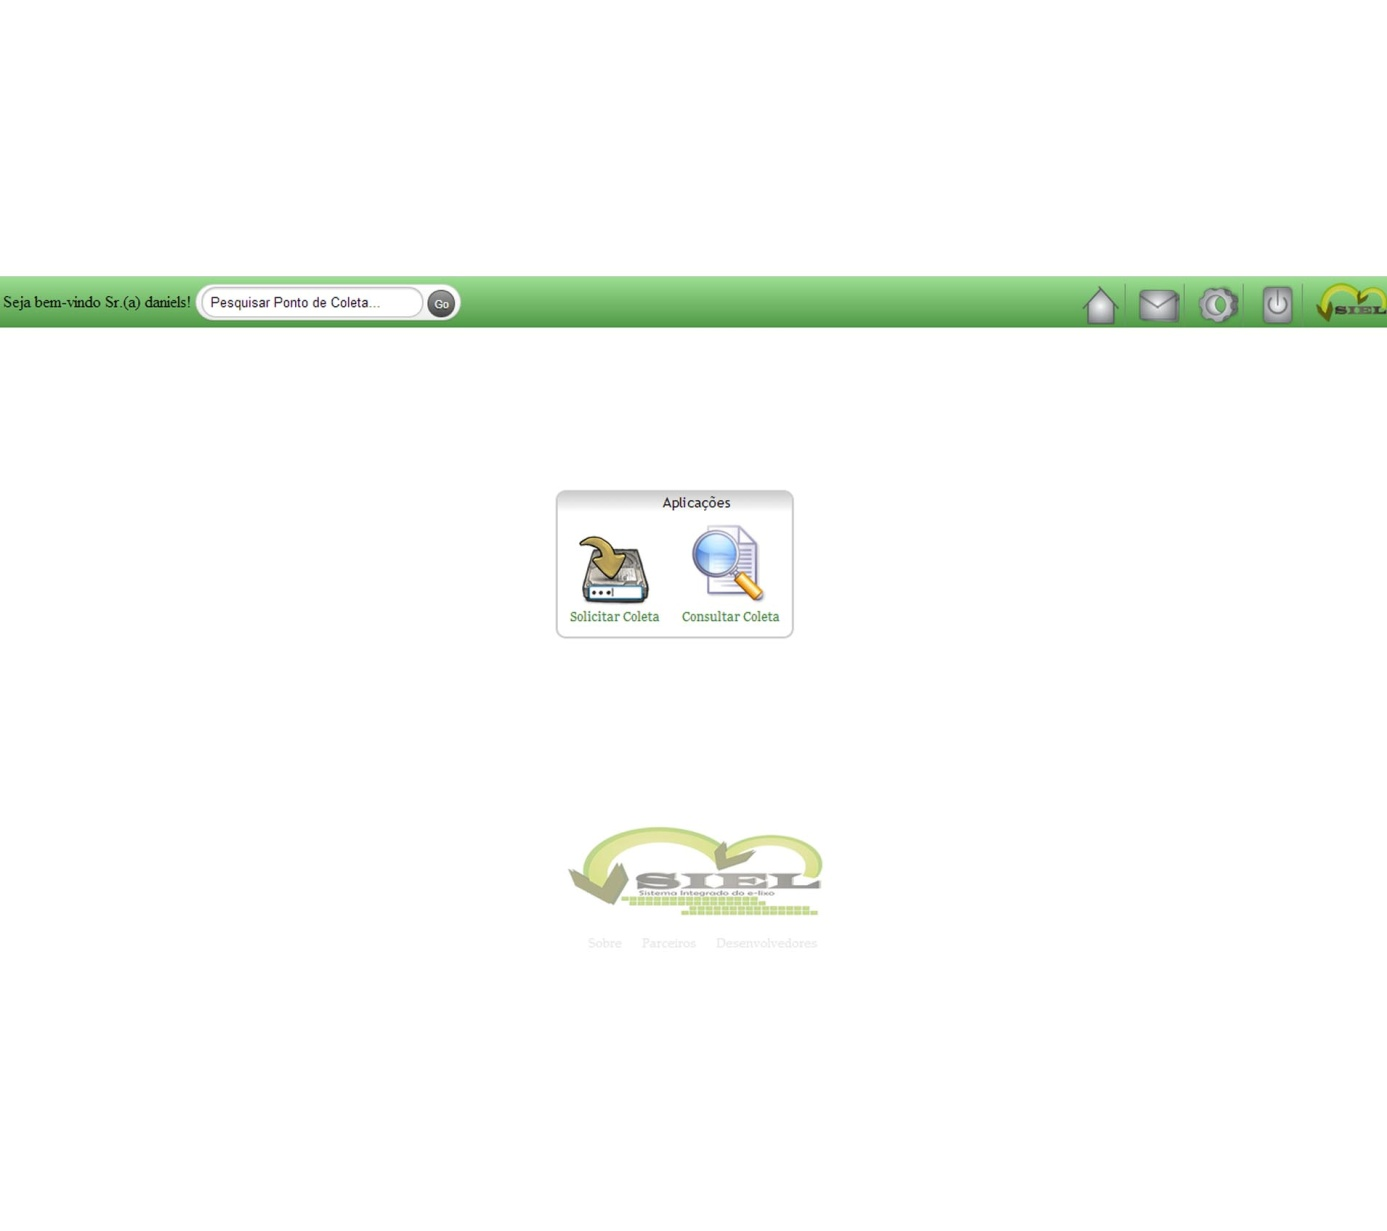 Seja bem-vindo Sr.(a) daniels!
Pesquisar Ponto de Coleta...
Go
SIEL
Aplicações
Solicitar Coleta
Consultar Coleta
SIEL
Sistema Integrado do e-lixo
Sobre Parceiros Desenvolvedores